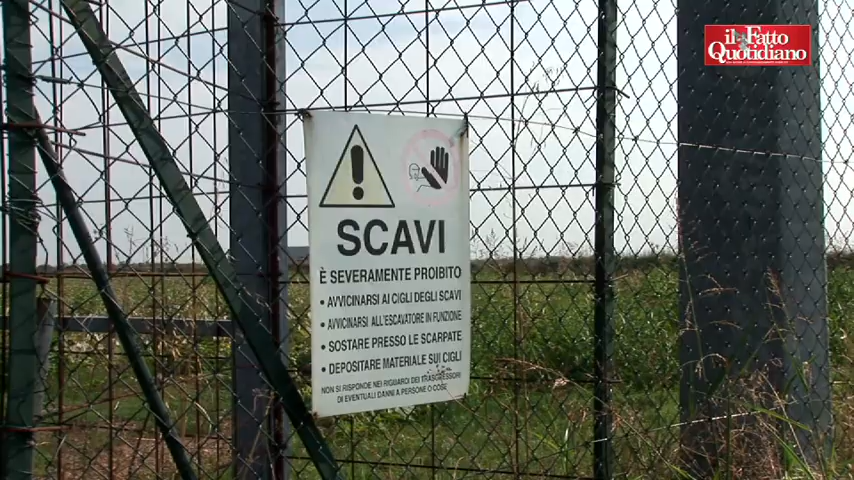 il Fatto
Quotidiano
SCAVI
È SEVERAMENTE PROIBITO
• AVVICINARSI AI CIGLI DEGLI SCAVI
• AVVICINARSI ALL'ESCAVATORE IN FUNZIONE
• SOSTARE PRESSO LE SCARPATE
• DEPOSITARE MATERIALE SUI CIGLI
NON SI RISPONDE NEI RIGUARDI DEI TRASGRESSORI
DI EVENTUALI DANNI A PERSONE O COSE